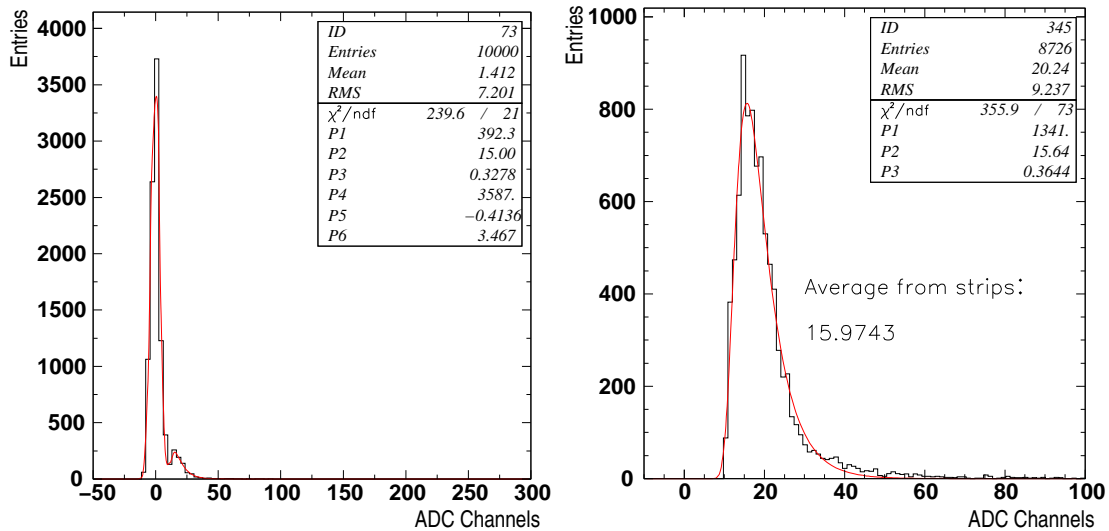 Entries
4000
3500
3000
2500
2000
1500
1000
500
0
−50 0 50 100 150 200 250 300
ADC Channels
ID 73
Entries 10000
Mean 1.412
RMS 7.201
χ²/ndf 239.6 / 21
P1 392.3
P2 15.00
P3 0.3278
P4 3587.
P5 −0.4136
P6 3.467
Entries
1000
800
600
400
200
0
0 20 40 60 80 100
ADC Channels
ID 345
Entries 8726
Mean 20.24
RMS 9.237
χ²/ndf 355.9 / 73
P1 1341.
P2 15.64
P3 0.3644
Average from strips:
15.9743